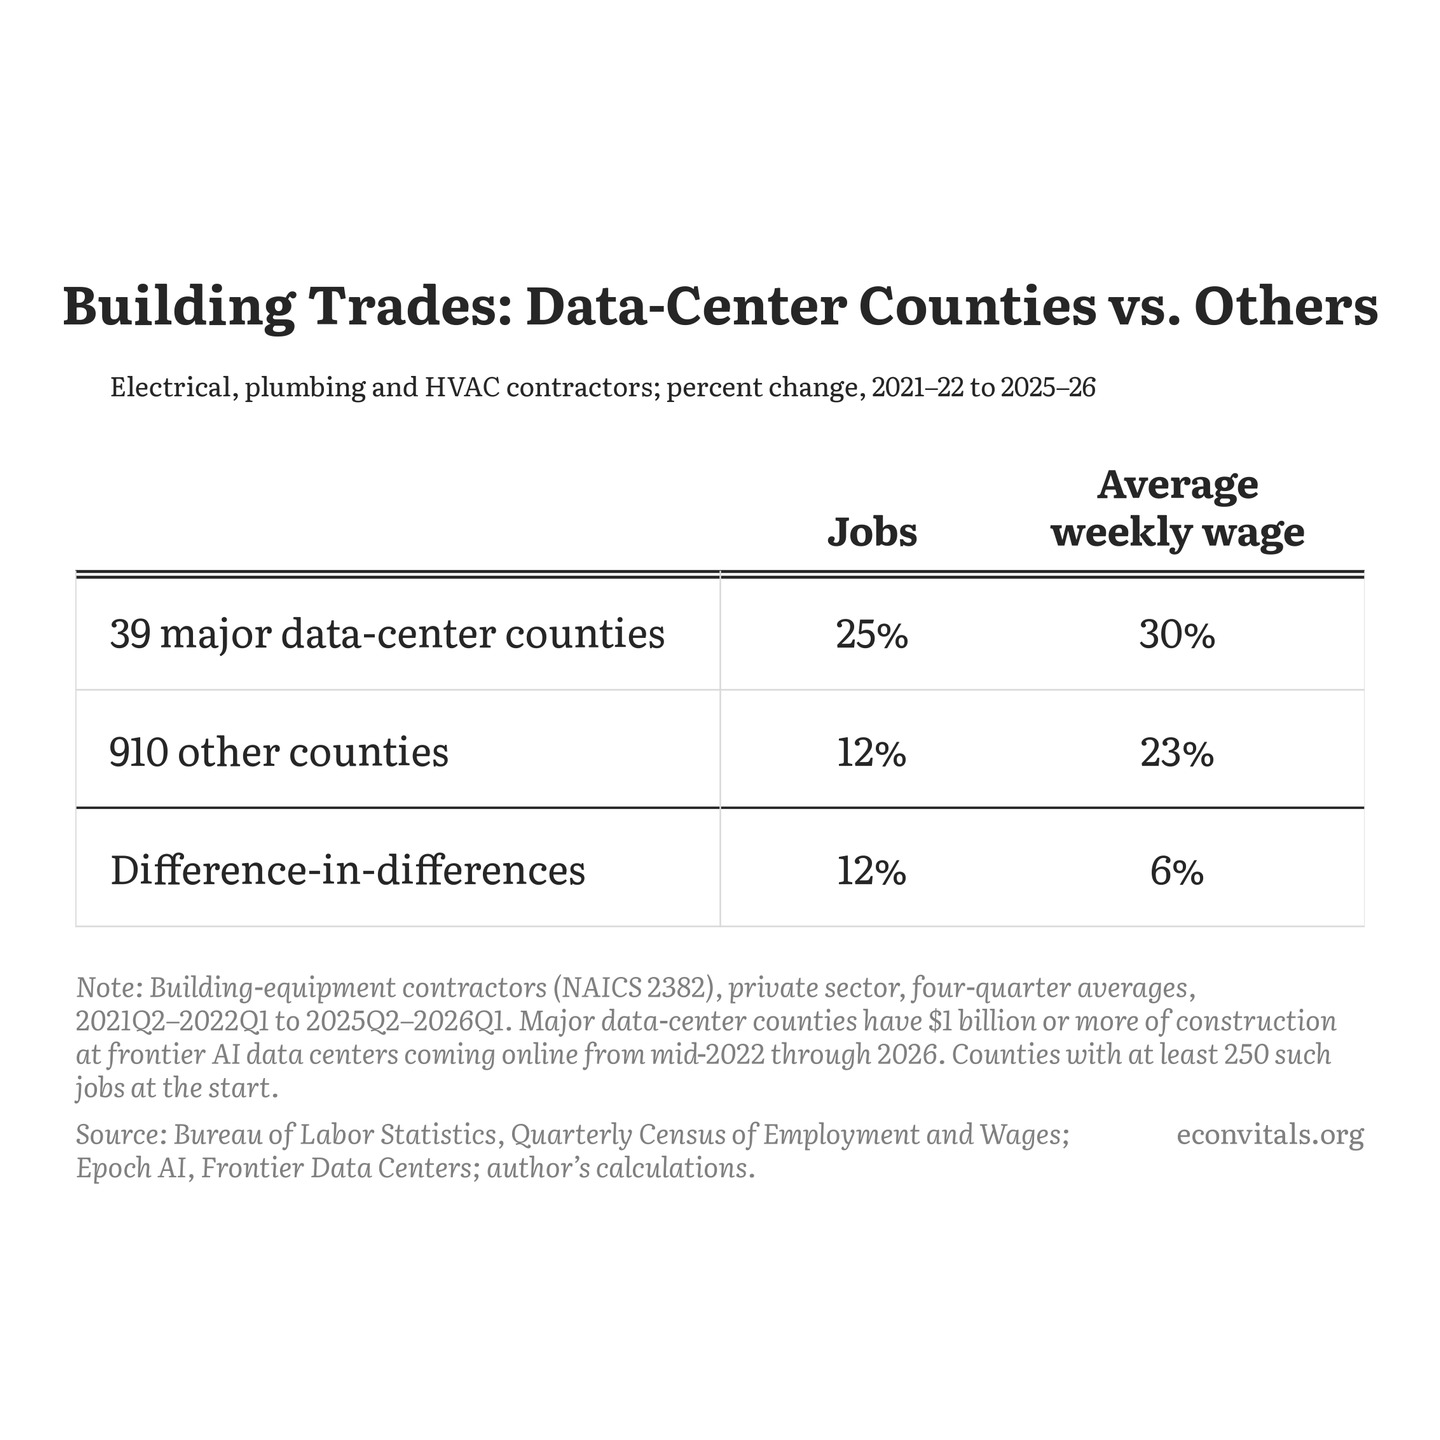 Building Trades: Data-Center Counties vs. Others
Electrical, plumbing and HVAC contractors; percent change, 2021–22 to 2025–26
Average
Jobs weekly wage
39 major data-center counties 25% 30%
910 other counties 12% 23%
Difference-in-differences 12% 6%
Note: Building-equipment contractors (NAICS 2382), private sector, four-quarter averages,
2021Q2–2022Q1 to 2025Q2–2026Q1. Major data-center counties have $1 billion or more of construction
at frontier AI data centers coming online from mid-2022 through 2026. Counties with at least 250 such
jobs at the start.
Source: Bureau of Labor Statistics, Quarterly Census of Employment and Wages; econvitals.org
Epoch AI, Frontier Data Centers; author’s calculations.